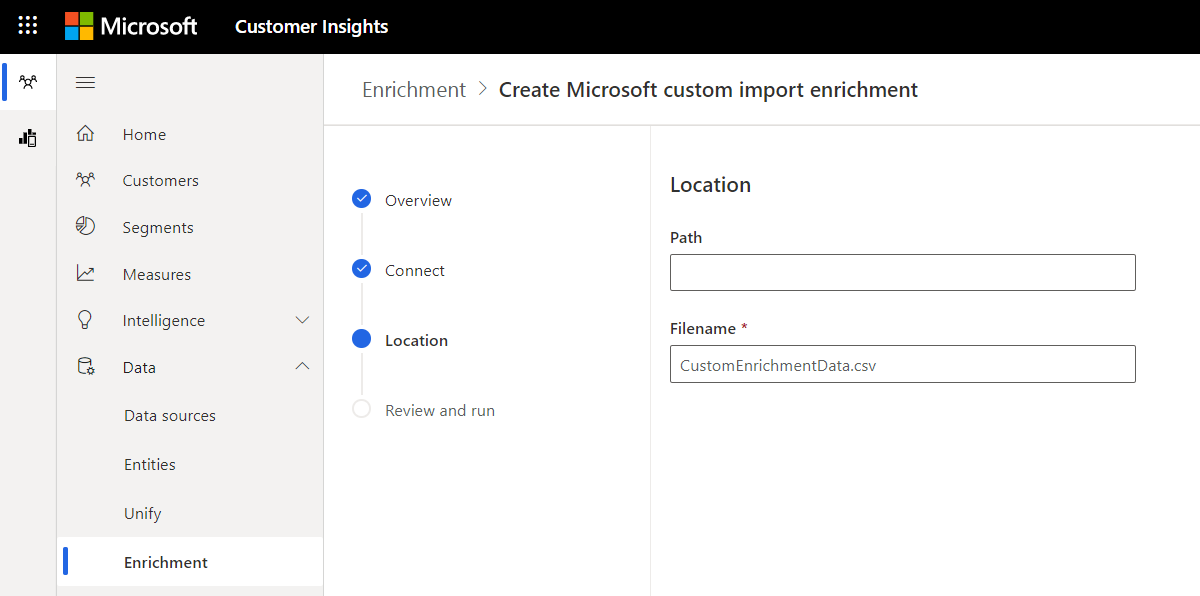 Microsoft Customer Insights
Enrichment > Create Microsoft custom import enrichment
Home
Customers
Segments
Measures
Intelligence
Data
Data sources
Entities
Unify
Enrichment
Overview
Connect
Location
Review and run
Location
Path
Filename *
CustomEnrichmentData.csv